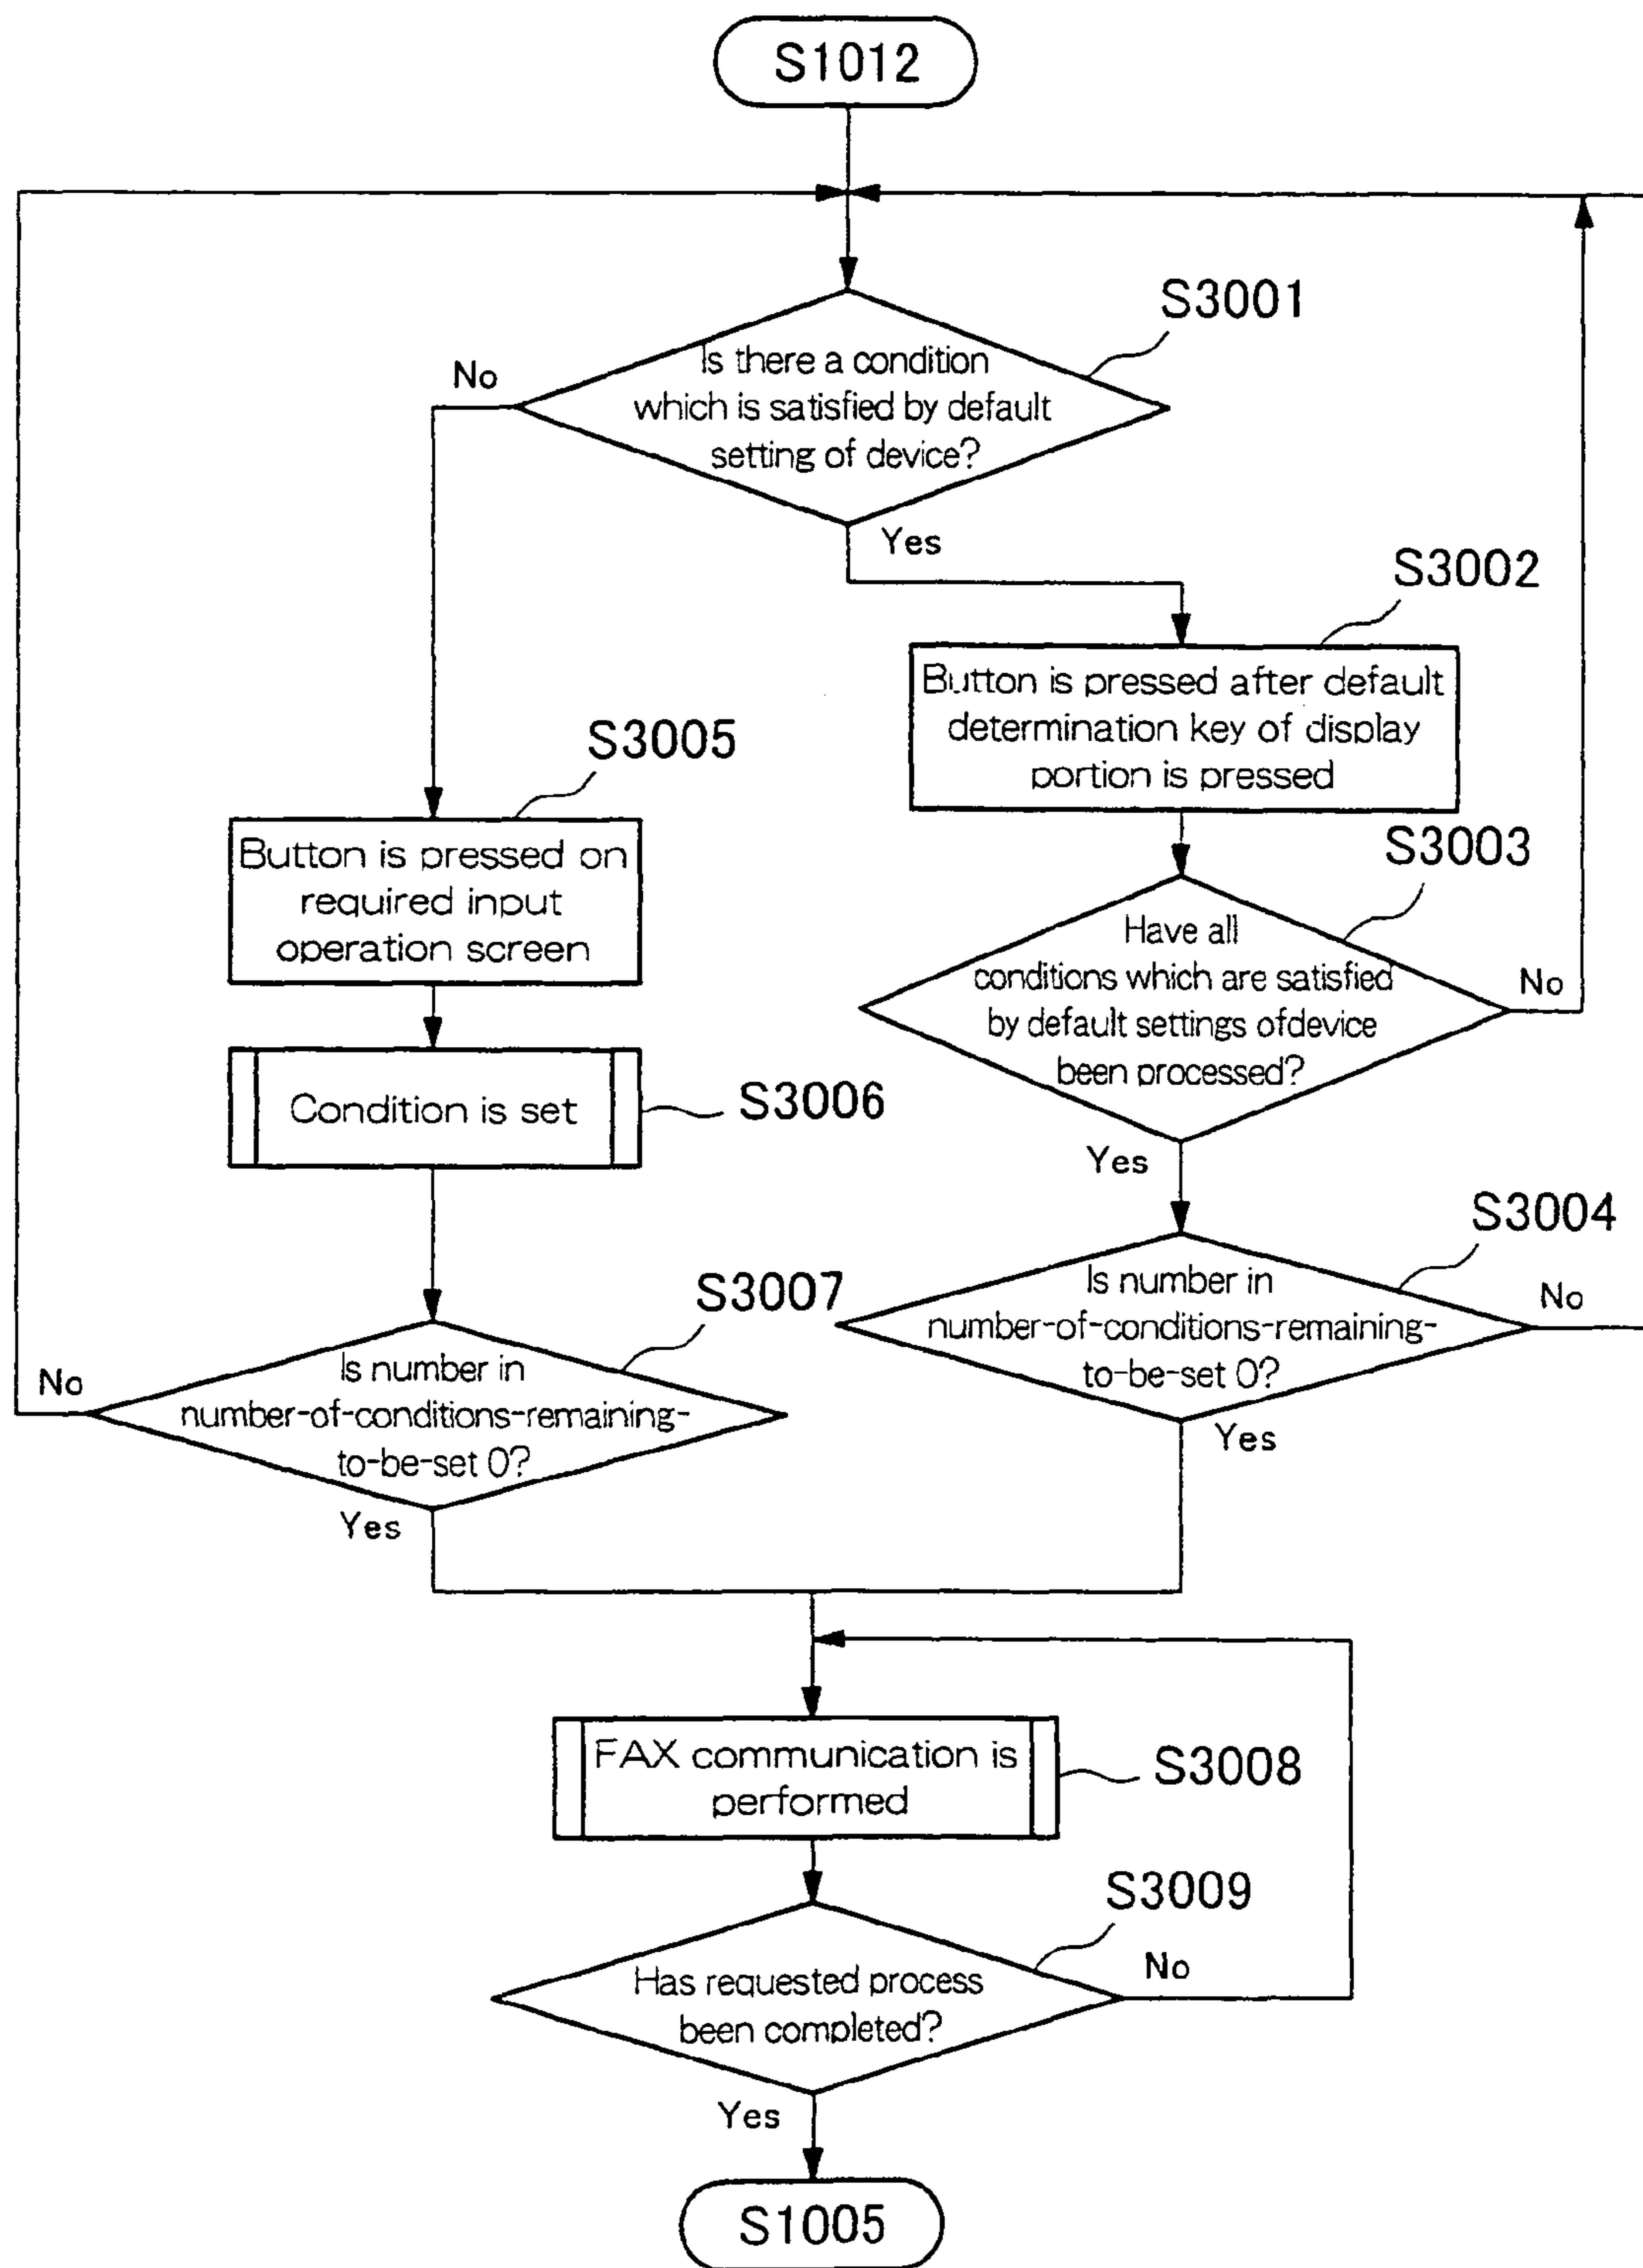 S1012
S3001
Is there a condition
which is satisfied by default
setting of device?
No
Yes
S3002
Button is pressed after default
determination key of display
portion is pressed
S3005
Button is pressed on
required input
operation screen
S3003
Have all
conditions which are satisfied
by default settings ofdevice
been processed?
No
Yes
Condition is set
S3006
S3004
Is number in
number-of-conditions-remaining-
to-be-set 0?
No
Yes
S3007
Is number in
number-of-conditions-remaining-
to-be-set 0?
No
Yes
FAX communication is
performed
S3008
S3009
Has requested process
been completed?
No
Yes
S1005